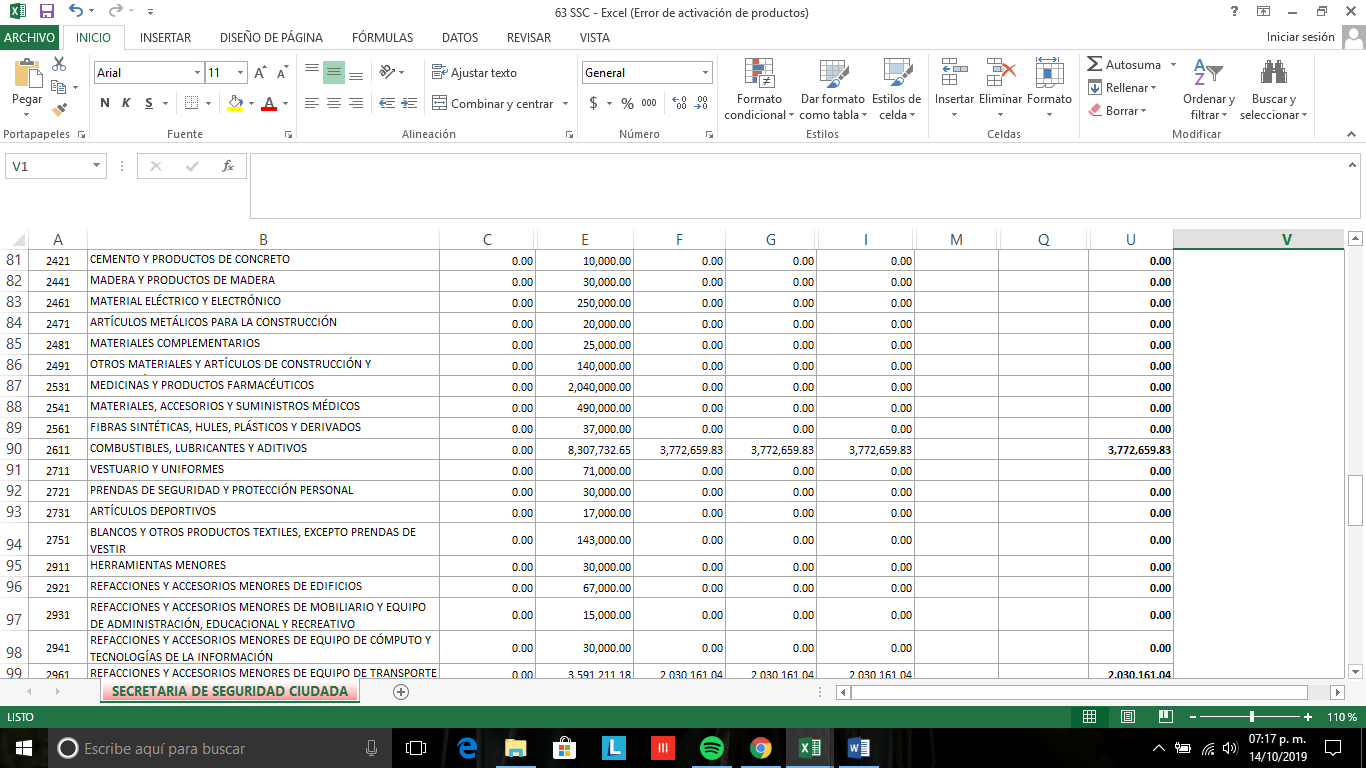 63 SSC - Excel (Error de activación de productos)
ARCHIVO INICIO INSERTAR DISEÑO DE PÁGINA FÓRMULAS DATOS REVISAR VISTA Iniciar sesión
Pegar
Arial 11
N K S
Ajustar texto
Combinar y centrar
General
$ % 000
Formato condicional
Dar formato como tabla
Estilos de celda
Insertar Eliminar Formato
Autosuma
Rellenar
Borrar
Ordenar y filtrar
Buscar y seleccionar
Portapapeles Fuente Alineación Número Estilos Celdas Modificar
V1 fx
A B C E F G I M Q U V
81 2421 CEMENTO Y PRODUCTOS DE CONCRETO 0.00 10,000.00 0.00 0.00 0.00 0.00
82 2441 MADERA Y PRODUCTOS DE MADERA 0.00 30,000.00 0.00 0.00 0.00 0.00
83 2461 MATERIAL ELÉCTRICO Y ELECTRÓNICO 0.00 250,000.00 0.00 0.00 0.00 0.00
84 2471 ARTÍCULOS METÁLICOS PARA LA CONSTRUCCIÓN 0.00 20,000.00 0.00 0.00 0.00 0.00
85 2481 MATERIALES COMPLEMENTARIOS 0.00 25,000.00 0.00 0.00 0.00 0.00
86 2491 OTROS MATERIALES Y ARTÍCULOS DE CONSTRUCCIÓN Y 0.00 140,000.00 0.00 0.00 0.00 0.00
87 2531 MEDICINAS Y PRODUCTOS FARMACÉUTICOS 0.00 2,040,000.00 0.00 0.00 0.00 0.00
88 2541 MATERIALES, ACCESORIOS Y SUMINISTROS MÉDICOS 0.00 490,000.00 0.00 0.00 0.00 0.00
89 2561 FIBRAS SINTÉTICAS, HULES, PLÁSTICOS Y DERIVADOS 0.00 37,000.00 0.00 0.00 0.00 0.00
90 2611 COMBUSTIBLES, LUBRICANTES Y ADITIVOS 0.00 8,307,732.65 3,772,659.83 3,772,659.83 3,772,659.83 3,772,659.83
91 2711 VESTUARIO Y UNIFORMES 0.00 71,000.00 0.00 0.00 0.00 0.00
92 2721 PRENDAS DE SEGURIDAD Y PROTECCIÓN PERSONAL 0.00 30,000.00 0.00 0.00 0.00 0.00
93 2731 ARTÍCULOS DEPORTIVOS 0.00 17,000.00 0.00 0.00 0.00 0.00
94 2751 BLANCOS Y OTROS PRODUCTOS TEXTILES, EXCEPTO PRENDAS DE
VESTIR 0.00 143,000.00 0.00 0.00 0.00 0.00
95 2911 HERRAMIENTAS MENORES 0.00 30,000.00 0.00 0.00 0.00 0.00
96 2921 REFACCIONES Y ACCESORIOS MENORES DE EDIFICIOS 0.00 67,000.00 0.00 0.00 0.00 0.00
97 2931 REFACCIONES Y ACCESORIOS MENORES DE MOBILIARIO Y EQUIPO
DE ADMINISTRACIÓN, EDUCACIONAL Y RECREATIVO 0.00 15,000.00 0.00 0.00 0.00 0.00
98 2941 REFACCIONES Y ACCESORIOS MENORES DE EQUIPO DE CÓMPUTO Y
TECNOLOGÍAS DE LA INFORMACIÓN 0.00 30,000.00 0.00 0.00 0.00 0.00
99 2961 REFACCIONES Y ACCESORIOS MENORES DE EQUIPO DE TRANSPORTE 0.00 3,591,211.18 2,030,161.04 2,030,161.04 2,030,161.04 2,030,161.04
SECRETARIA DE SEGURIDAD CIUDADA
LISTO 110 %
Escribe aquí para buscar
07:17 p. m.
14/10/2019